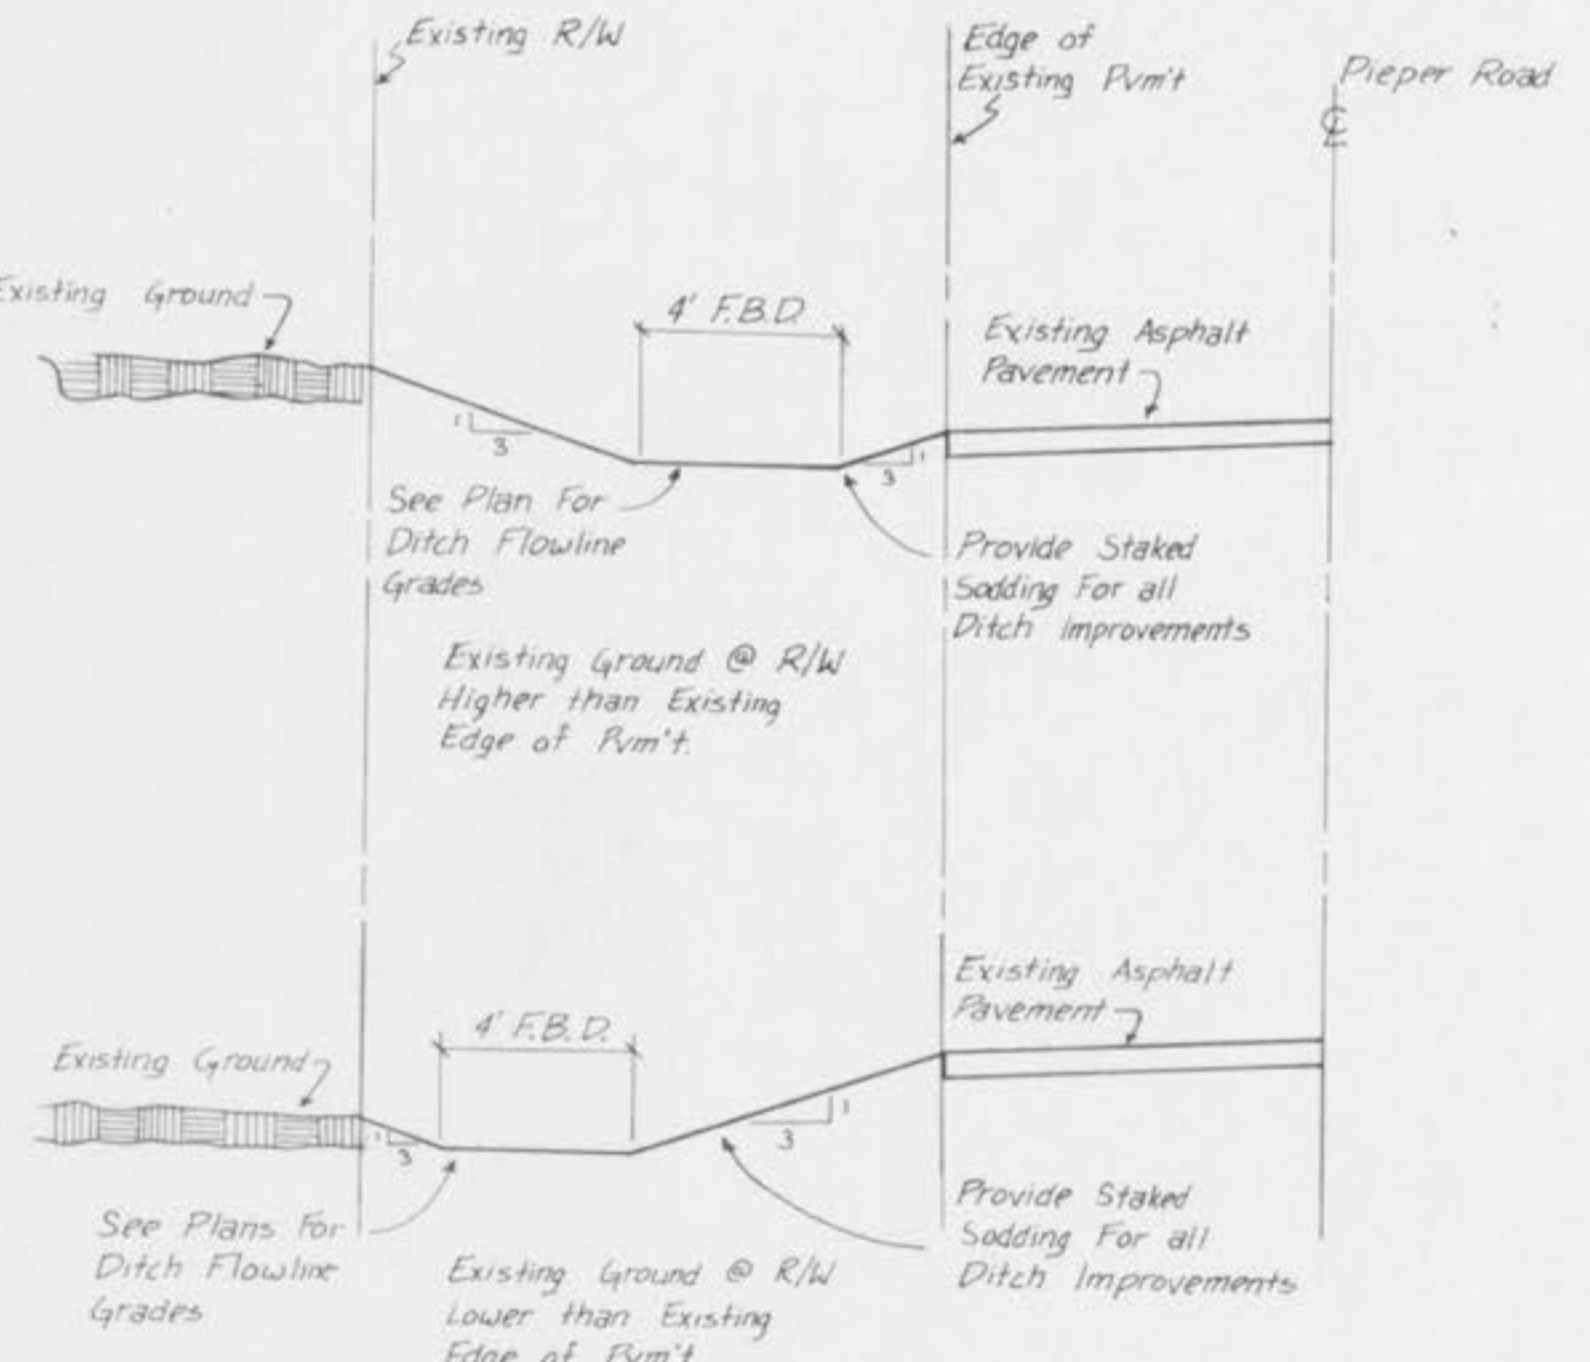 Existing R/W
Edge of
Existing Pvm't
Pieper Road
℄
Existing Ground
4' F.B.D.
Existing Asphalt
Pavement
1
3
3
1
See Plan For
Ditch Flowline
Grades
Provide Staked
Sodding For all
Ditch Improvements
Existing Ground @ R/W
Higher than Existing
Edge of Pvm't.
Existing Asphalt
Pavement
4' F.B.D.
Existing Ground
1
3
3
1
See Plans For
Ditch Flowline
Grades
Provide Staked
Sodding For all
Ditch Improvements
Existing Ground @ R/W
Lower than Existing
Edge of Pvm't